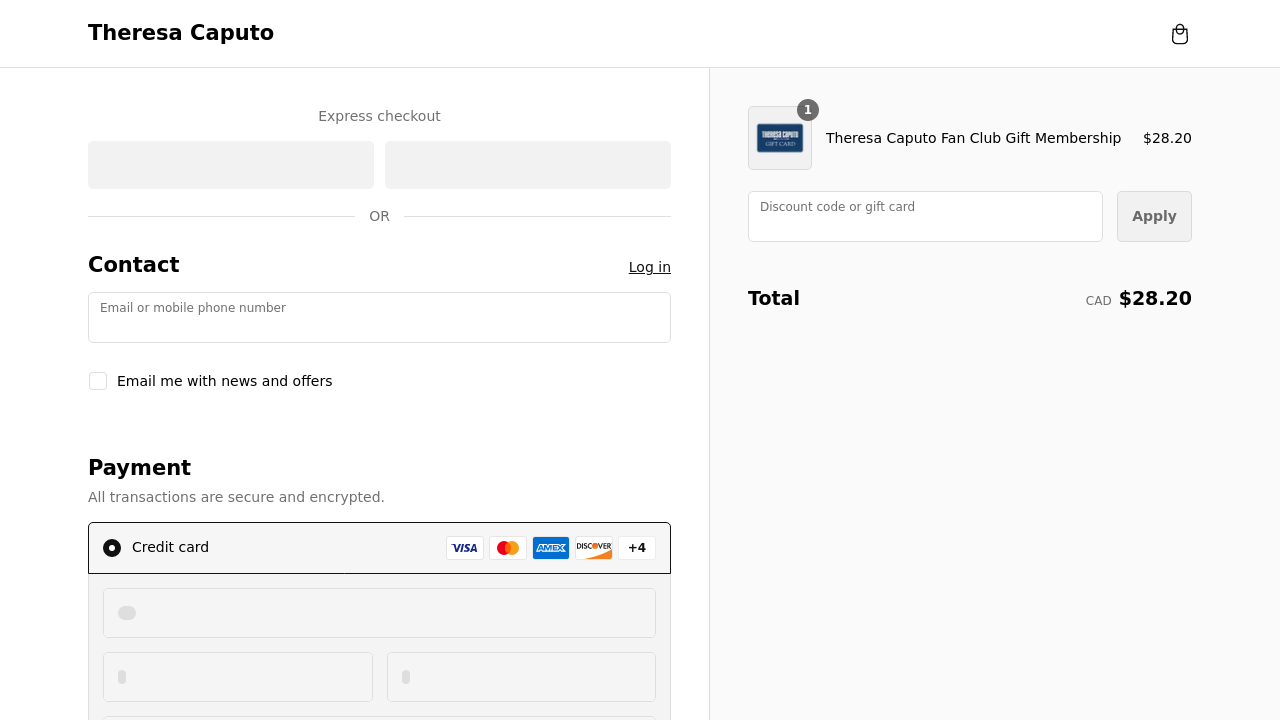 Theresa Caputo
Express checkout
OR
Contact
Log in
Email or mobile phone number
Email me with news and offers
Payment
All transactions are secure and encrypted.
Credit card
VISA
AMEX
DISCOVER
+4
1
THERESA CAPUTO
GIFT CARD
Theresa Caputo Fan Club Gift Membership
$28.20
Discount code or gift card
Apply
Total
CAD $28.20